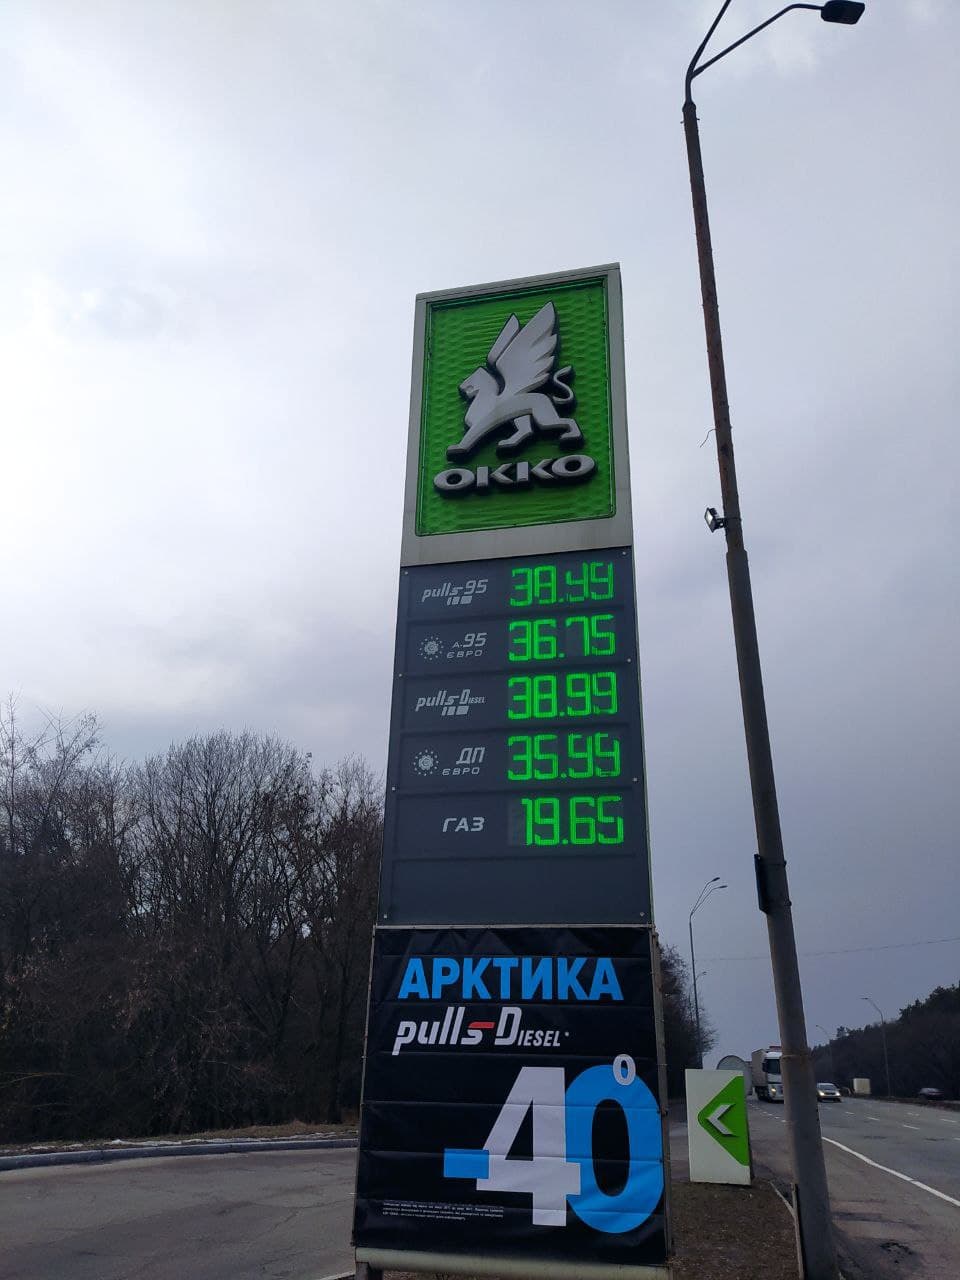 OKKO
pulls 95
38.49
А-95
ЄВРО
36.75
pulls Diesel
38.99
ДП
ЄВРО
35.99
ГАЗ
19.65
АРКТИКА
pulls Diesel*
-40°